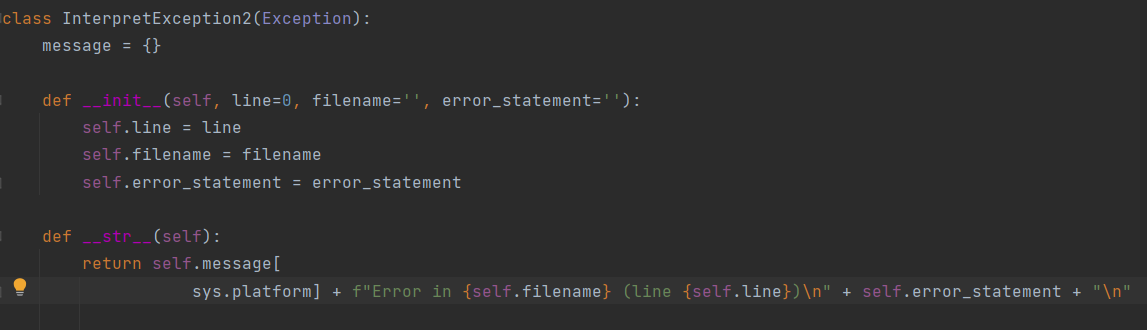 class InterpretException2(Exception):
    message = {}

    def __init__(self, line=0, filename='', error_statement=''):
        self.line = line
        self.filename = filename
        self.error_statement = error_statement

    def __str__(self):
        return self.message[
                   sys.platform] + f"Error in {self.filename} (line {self.line})\n" + self.error_statement + "\n"